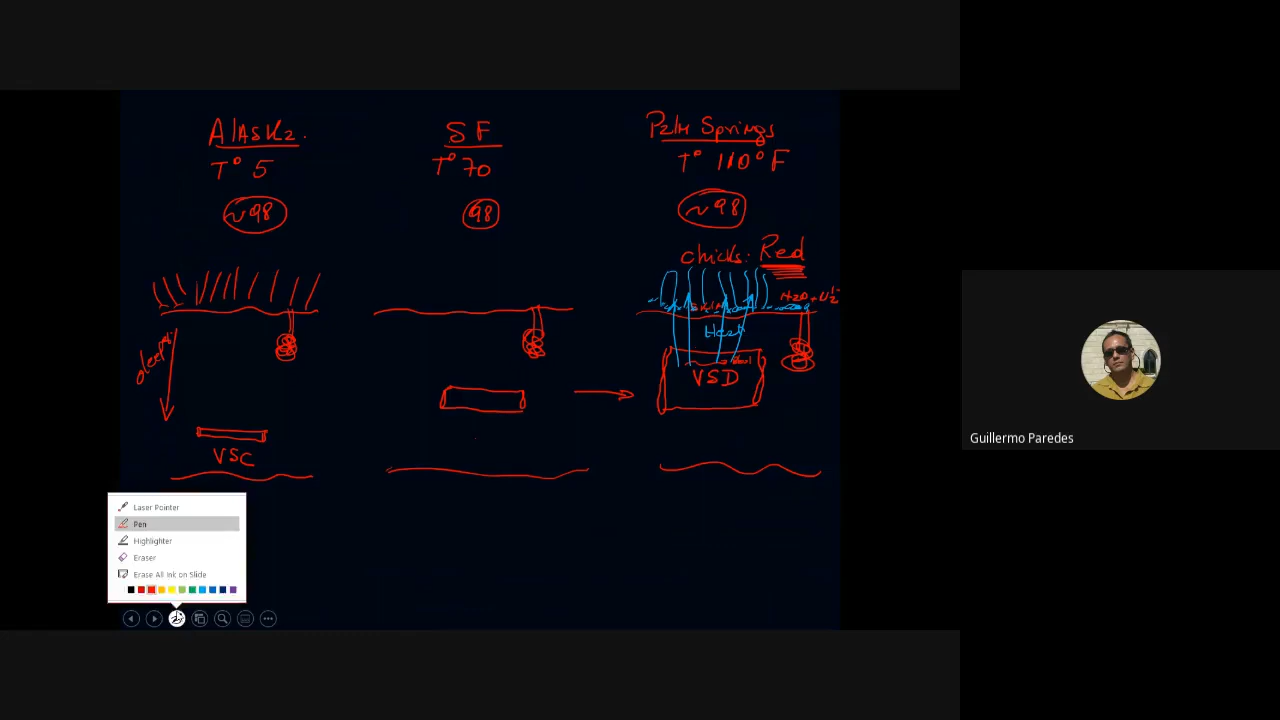 Alaska.
T° 5
~98
deep
VSC
SF
T° 70
98
Palm Springs
T° 110° F
~98
chicks: Red
H2O +
Heat
VSD
Laser Pointer
Pen
Highlighter
Eraser
Erase All Ink on Slide
Guillermo Paredes